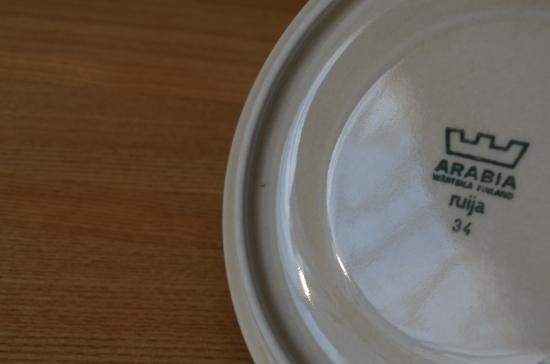 ARABIA
WÄRTSILÄ FINLAND
ruija
34